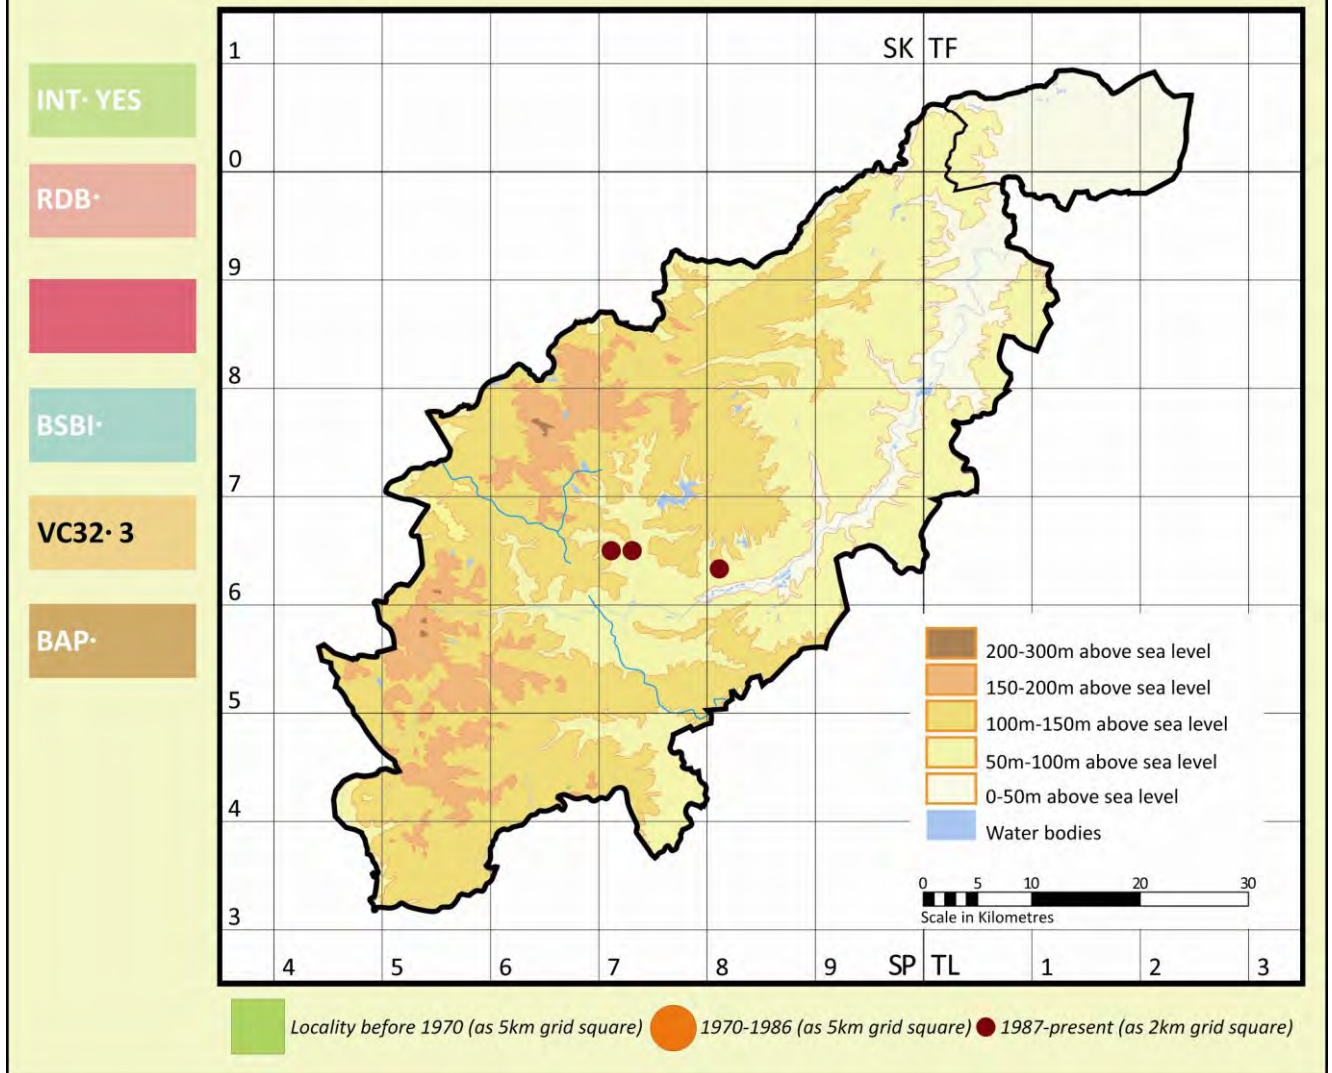 INT· YES
RDB·
BSBI·
VC32· 3
BAP·
SK TF
1
0
9
8
7
6
5
4
3
4 5 6 7 8 9 SP TL 1 2 3
200-300m above sea level
150-200m above sea level
100m-150m above sea level
50m-100m above sea level
0-50m above sea level
Water bodies
0 5 10 20 30
Scale in Kilometres
Locality before 1970 (as 5km grid square) 1970-1986 (as 5km grid square) 1987-present (as 2km grid square)